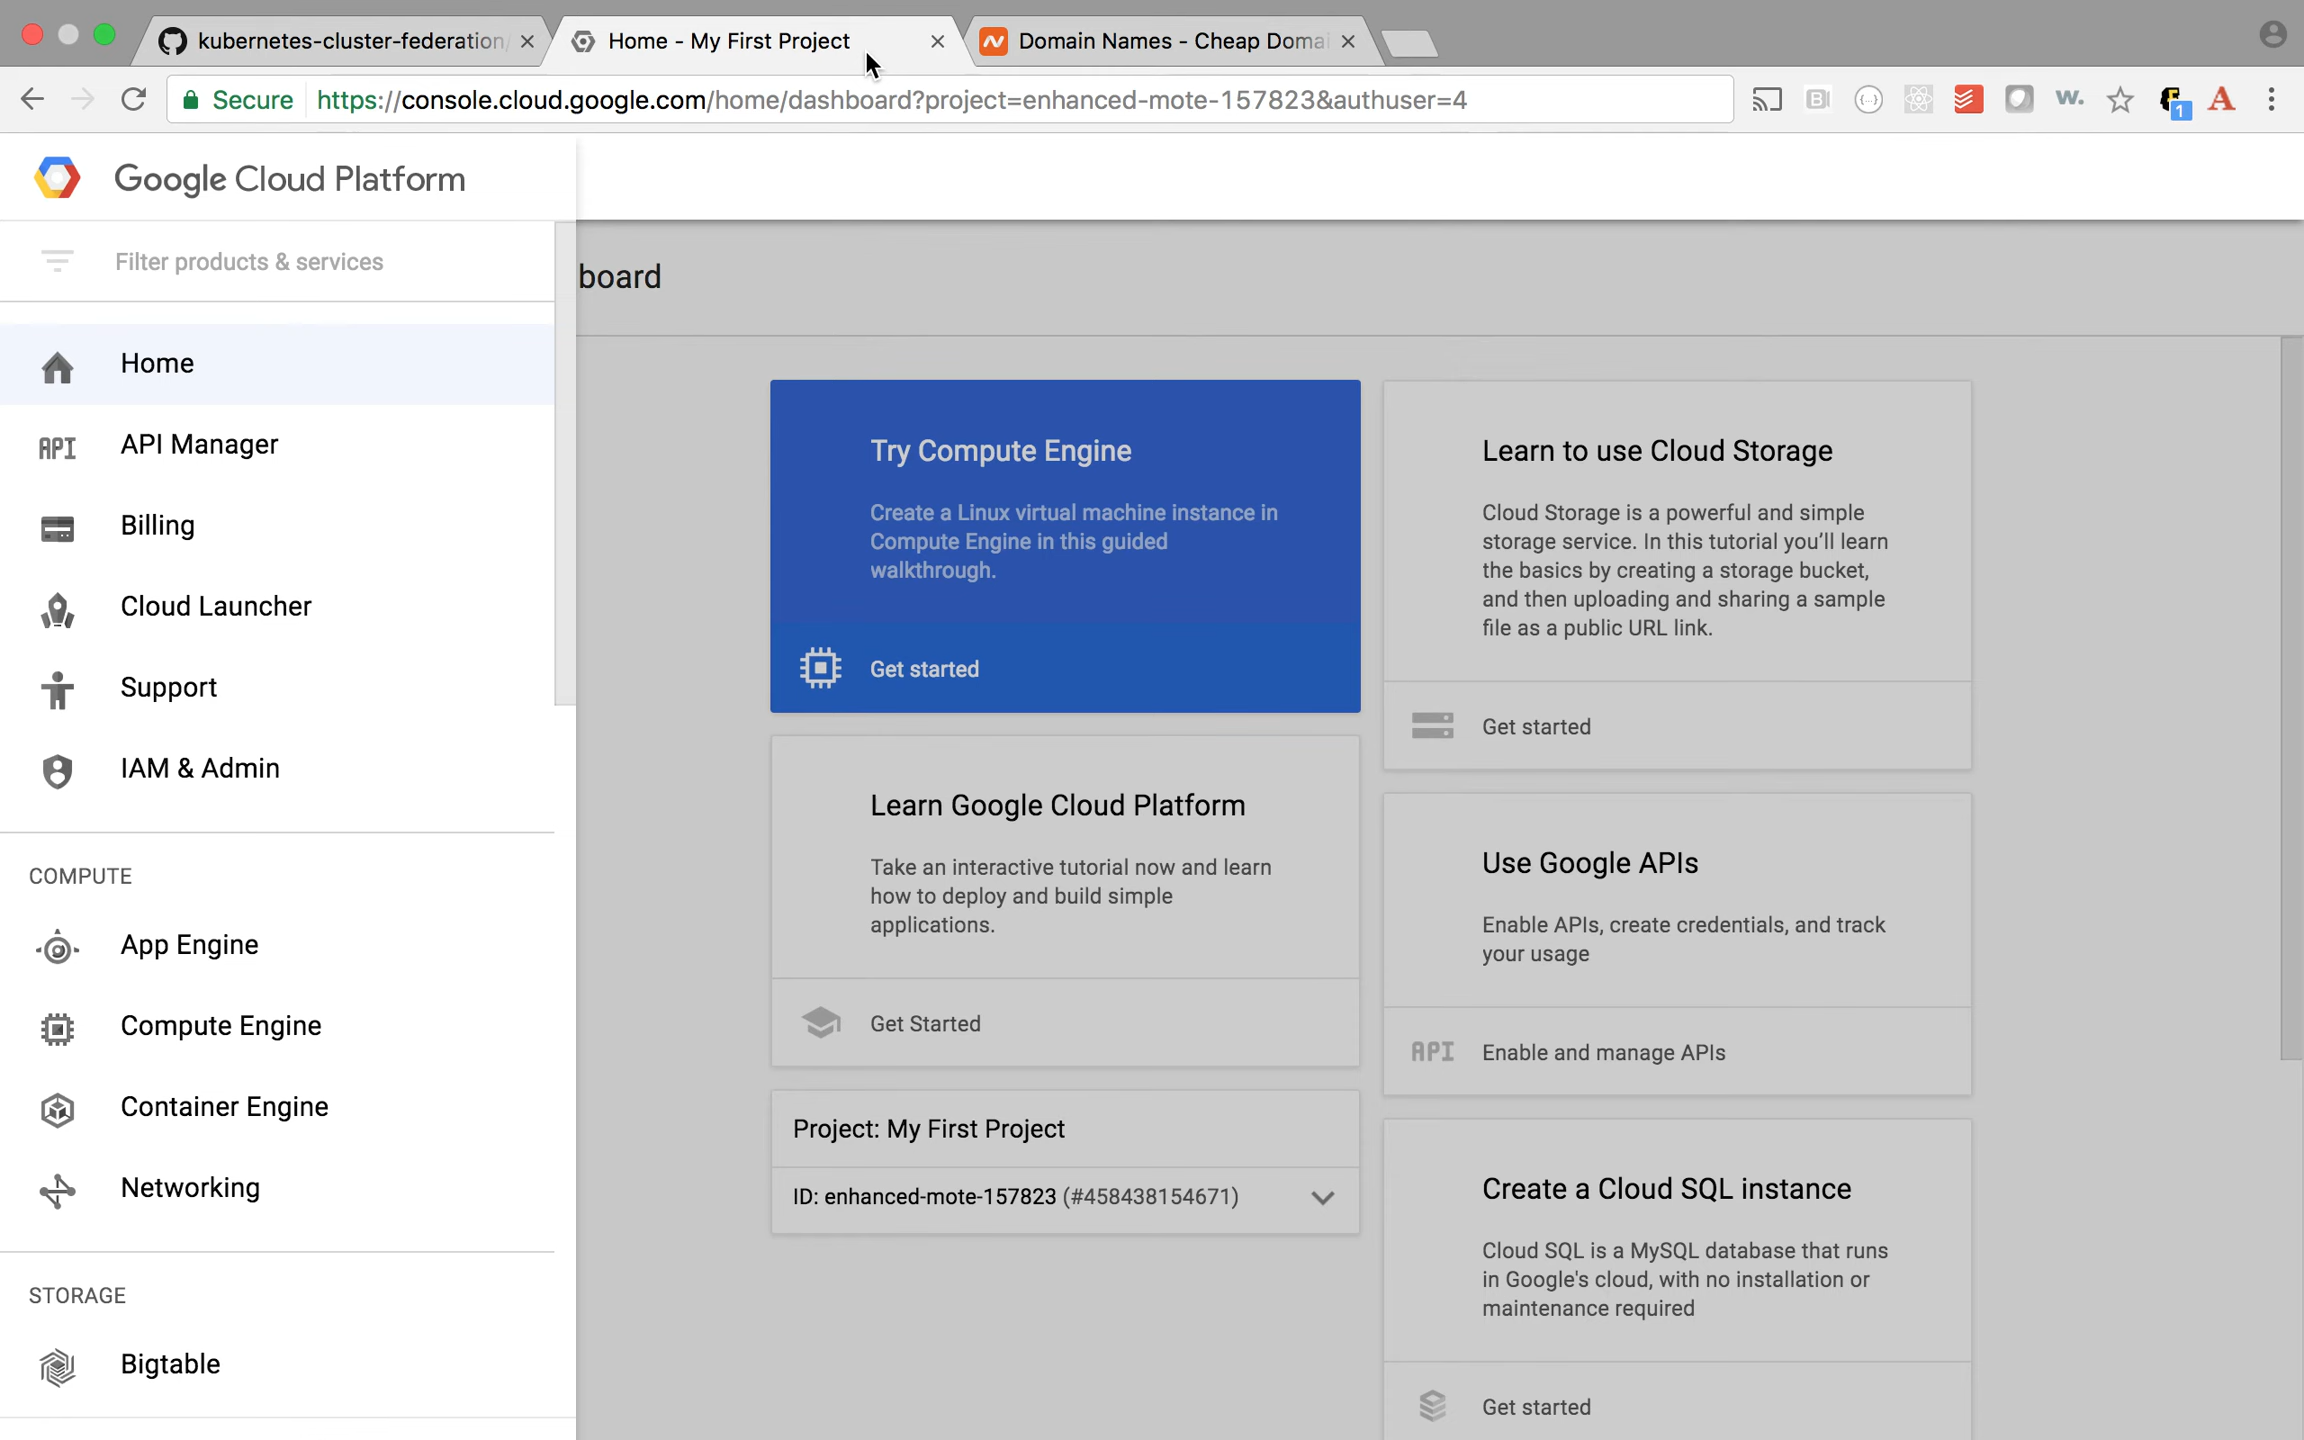 kubernetes-cluster-federation/
Home - My First Project
Domain Names - Cheap Domai
Secure
https://console.cloud.google.com/home/dashboard?project=enhanced-mote-157823&authuser=4
w.
1
A
Google Cloud Platform
Filter products & services
Home
API
API Manager
Billing
Cloud Launcher
Support
IAM & Admin
COMPUTE
App Engine
Compute Engine
Container Engine
Networking
STORAGE
Bigtable
board
Try Compute Engine
Create a Linux virtual machine instance in
Compute Engine in this guided
walkthrough.
Get started
Learn Google Cloud Platform
Take an interactive tutorial now and learn
how to deploy and build simple
applications.
Get Started
Project: My First Project
ID: enhanced-mote-157823 (#458438154671)
Learn to use Cloud Storage
Cloud Storage is a powerful and simple
storage service. In this tutorial you'll learn
the basics by creating a storage bucket,
and then uploading and sharing a sample
file as a public URL link.
Get started
Use Google APIs
Enable APIs, create credentials, and track
your usage
API
Enable and manage APIs
Create a Cloud SQL instance
Cloud SQL is a MySQL database that runs
in Google's cloud, with no installation or
maintenance required
Get started